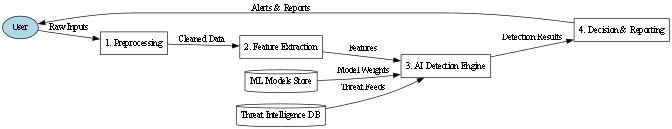 Alerts & Reports
User
Raw Inputs
1. Preprocessing
Cleaned Data
2. Feature Extraction
Features
3. AI Detection Engine
Detection Results
4. Decision & Reporting
ML Models Store
Model Weights
Threat Intelligence DB
Threat Feeds